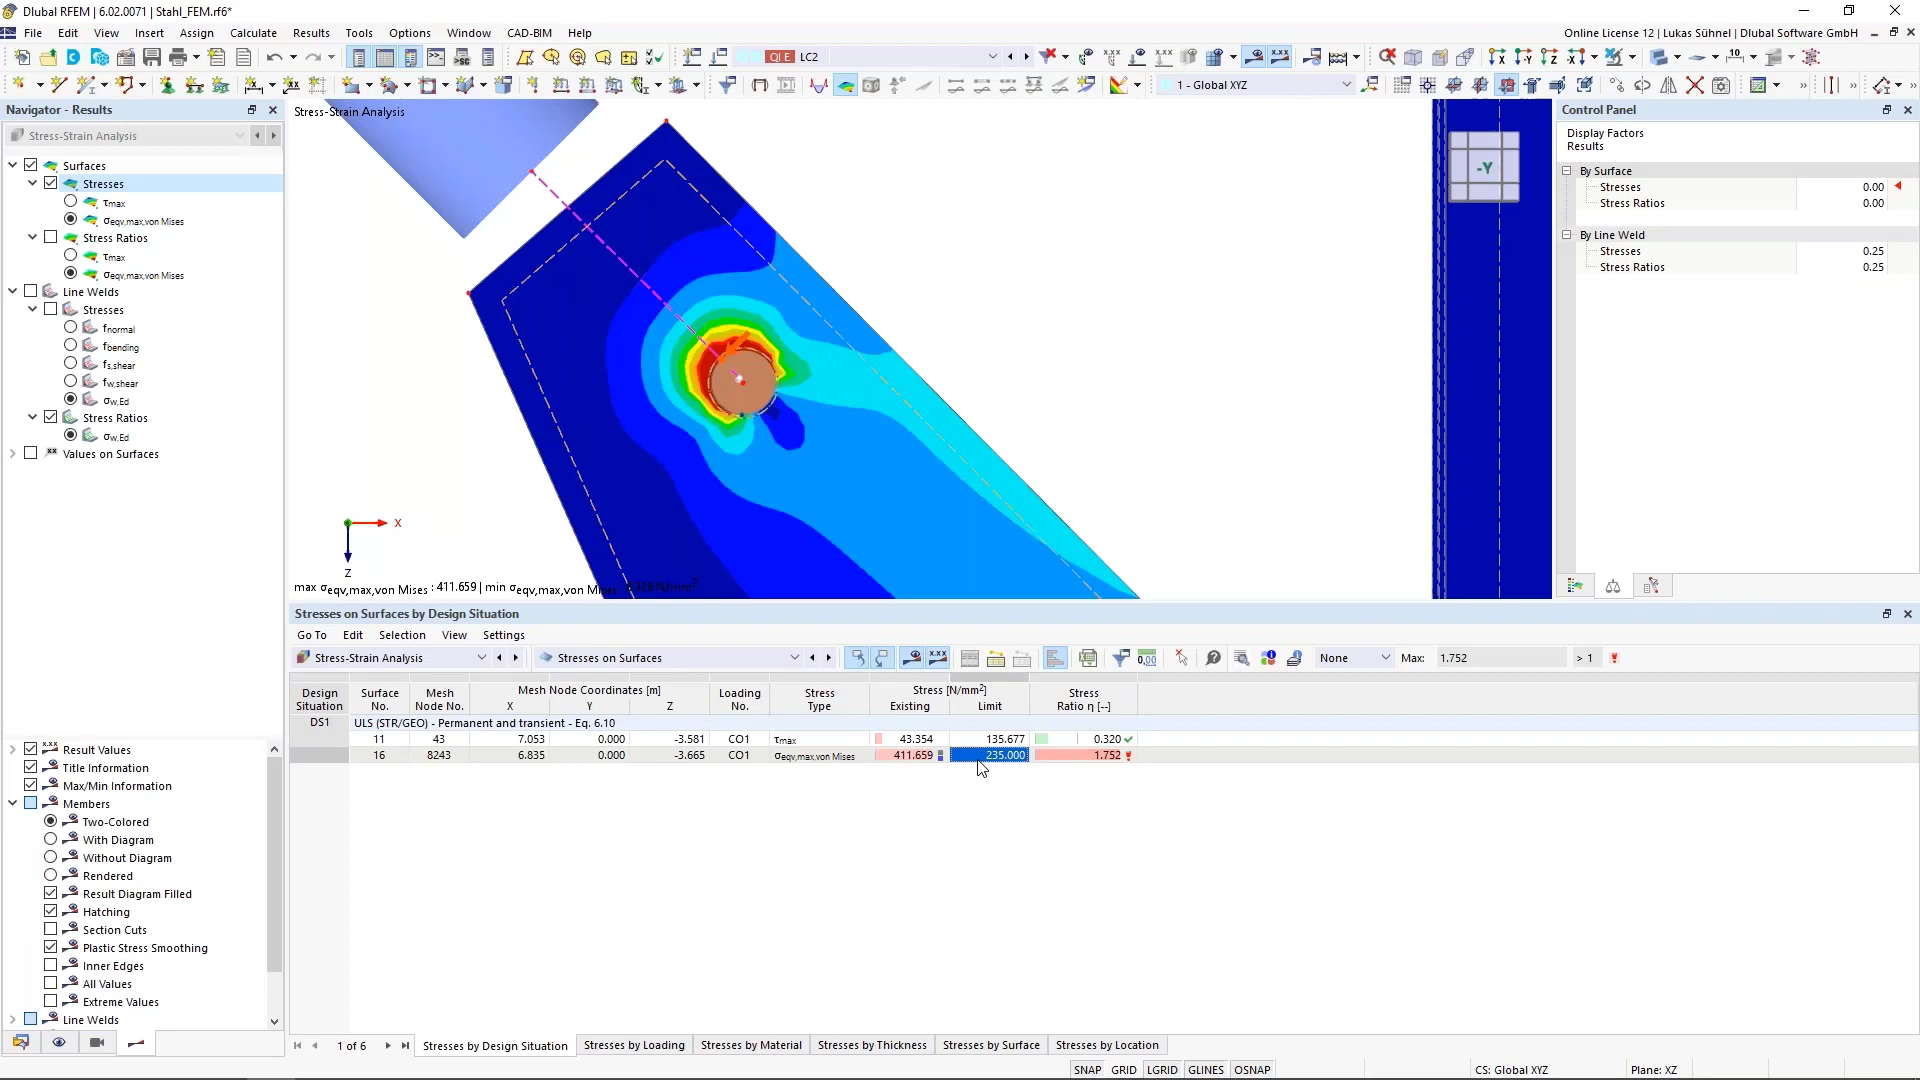 Dlubal RFEM | 6.02.0071 | Stahl_FEM.rf6*
File Edit View Insert Assign Calculate Results Tools Options Window CAD-BIM Help
Online License 12 | Lukas Sühnel | Dlubal Software GmbH
QI E LC2
1 - Global XYZ
Navigator - Results
Stress-Strain Analysis
Surfaces
Stresses
τmax
σeqv,max,von Mises
Stress Ratios
τmax
σeqv,max,von Mises
Line Welds
Stresses
fnormal
fbending
fs,shear
fw,shear
σw,Ed
Stress Ratios
σw,Ed
Values on Surfaces
Result Values
Title Information
Max/Min Information
Members
Two-Colored
With Diagram
Without Diagram
Rendered
Result Diagram Filled
Hatching
Section Cuts
Plastic Stress Smoothing
Inner Edges
All Values
Extreme Values
Line Welds
Stress-Strain Analysis
-Y
X
Z
max σeqv,max,von Mises : 411.659 | min σeqv,max,von Mises
Control Panel
Display Factors
Results
By Surface
Stresses 0.00
Stress Ratios 0.00
By Line Weld
Stresses 0.25
Stress Ratios 0.25
Stresses on Surfaces by Design Situation
Go To Edit Selection View Settings
Stress-Strain Analysis Stresses on Surfaces None Max: 1.752 > 1 !
Design Situation Surface No. Mesh Node No. Mesh Node Coordinates [m] X Y Z Loading No. Stress Type Stress [N/mm²] Existing Limit Stress Ratio η [--]
DS1 ULS (STR/GEO) - Permanent and transient - Eq. 6.10
11 43 7.053 0.000 -3.581 CO1 τmax 43.354 135.677 0.320
16 8243 6.835 0.000 -3.665 CO1 σeqv,max,von Mises 411.659 235.000 1.752 !
1 of 6 Stresses by Design Situation Stresses by Loading Stresses by Material Stresses by Thickness Stresses by Surface Stresses by Location
SNAP GRID LGRID GLINES OSNAP CS: Global XYZ Plane: XZ